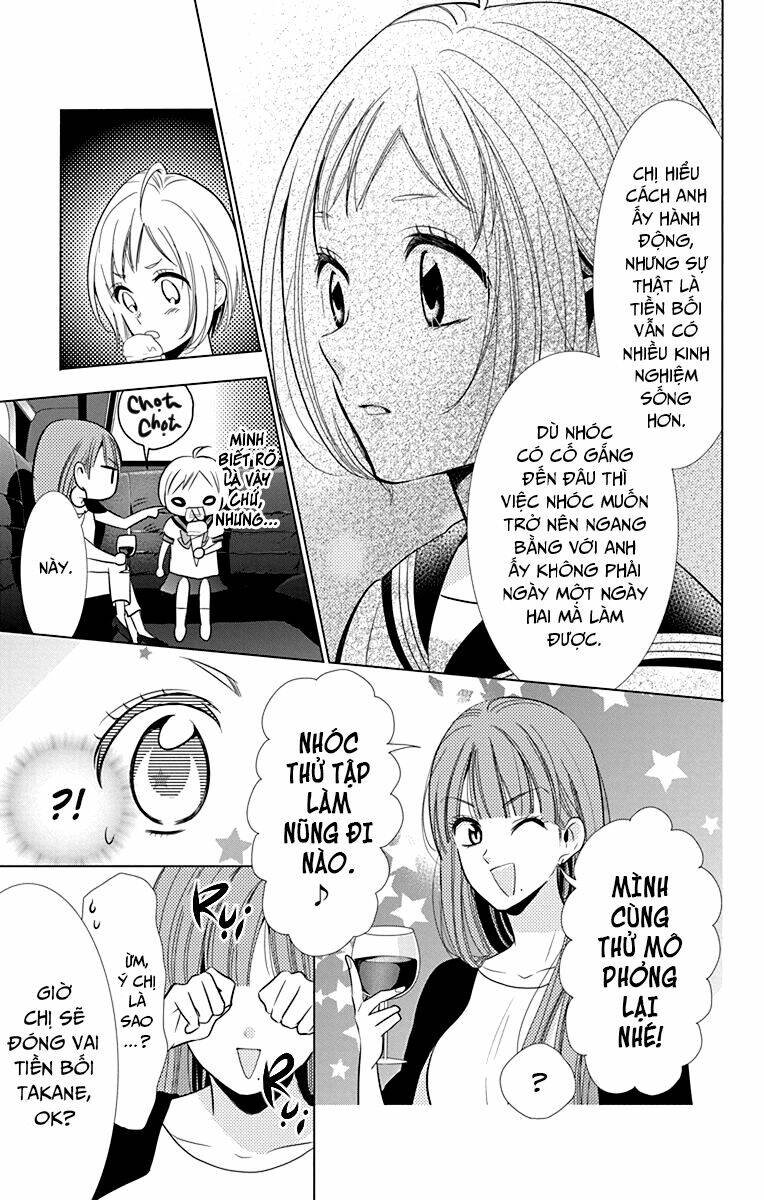 CHỊ HIỂU
CÁCH ANH
ẤY HÀNH
ĐỘNG,
NHƯNG SỰ
THẬT LÀ
TIỀN BỐI
VẪN CÓ
NHIỀU KINH
NGHIỆM
SỐNG
HƠN.
DÙ NHÓC
CÓ CỐ GẮNG
ĐẾN ĐÂU THÌ
VIỆC NHÓC MUỐN
TRỞ NÊN NGANG
BẰNG VỚI ANH
ẤY KHÔNG PHẢI
NGÀY MỘT NGÀY
HAI MÀ LÀM
ĐƯỢC.
CHỌT
CHỌT
MÌNH
BIẾT RÕ
LÀ VẬY
CHỨ,
NHƯNG...
NÀY.
MÌNH
CÙNG
THỬ MÔ
PHỎNG
LẠI
NHÉ!
NHÓC
THỬ TẬP
LÀM
NŨNG ĐI
NÀO.
♪
?!
?
RỤI
RỤI
ỪM,
Ý CHỊ
LÀ
SAO
...?
GIỜ
CHỊ SẼ
ĐÓNG VAI
TIỀN BỐI
TAKANE,
OK?